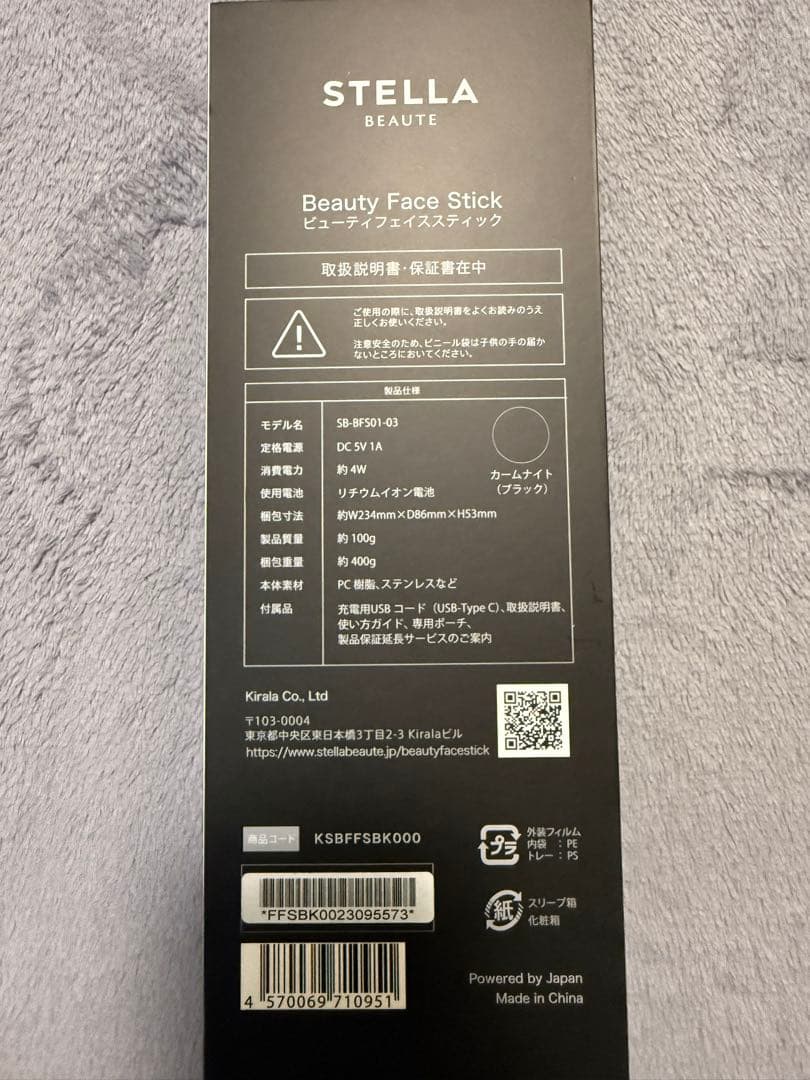 STELLA
BEAUTE
Beauty Face Stick
ビューティフェイススティック
取扱説明書・保証書在中
ご使用の際に、取扱説明書をよくお読みのうえ
正しくお使いください。
注意安全のため、ビニール袋は子供の手の届か
ないところにおいてください。
製品仕様
モデル名 SB-BFS01-03
定格電源 DC 5V 1A
消費電力 約 4W
使用電池 リチウムイオン電池
カームナイト
(ブラック)
梱包寸法 約W234mm×D86mm×H53mm
製品質量 約 100g
梱包重量 約 400g
本体素材 PC 樹脂、ステンレスなど
付属品 充電用USB コード(USB-Type C)、取扱説明書、
使い方ガイド、専用ポーチ、
製品保証延長サービスのご案内
Kirala Co., Ltd
〒103-0004
東京都中央区東日本橋3丁目2-3 Kiralaビル
https://www.stellabeaute.jp/beautyfacestick
商品コード KSBFFSBK000
プラ
外装フィルム
内袋 : PE
トレー : PS
*FFSBK0023095573*
紙
スリーブ箱
化粧箱
4 570069 710951
Powered by Japan
Made in China